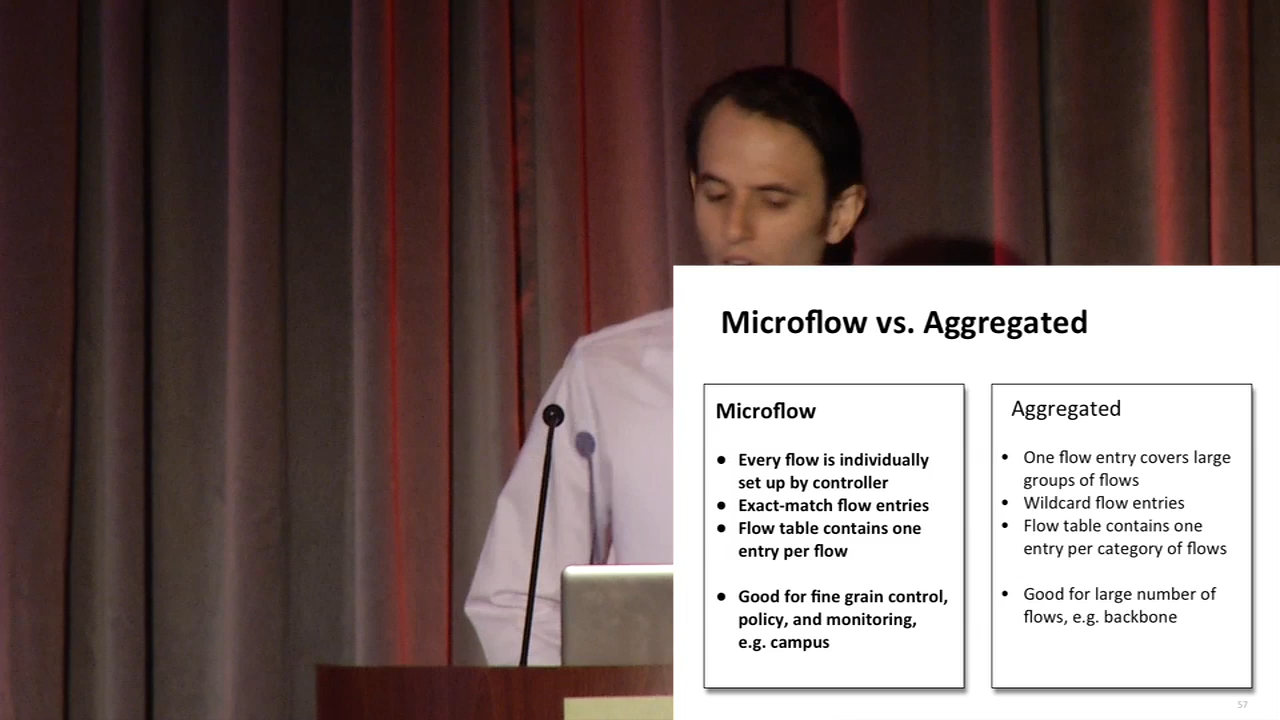 Microflow vs. Aggregated
Microflow
● Every flow is individually
set up by controller
● Exact-match flow entries
● Flow table contains one
entry per flow
● Good for fine grain control,
policy, and monitoring,
e.g. campus
Aggregated
• One flow entry covers large
groups of flows
• Wildcard flow entries
• Flow table contains one
entry per category of flows
• Good for large number of
flows, e.g. backbone
57